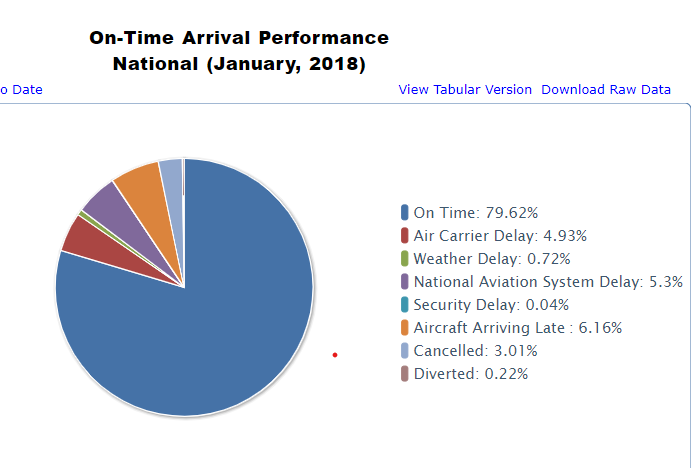 On-Time Arrival Performance
National (January, 2018)
o Date
View Tabular Version Download Raw Data
On Time: 79.62%
Air Carrier Delay: 4.93%
Weather Delay: 0.72%
National Aviation System Delay: 5.3%
Security Delay: 0.04%
Aircraft Arriving Late : 6.16%
Cancelled: 3.01%
Diverted: 0.22%